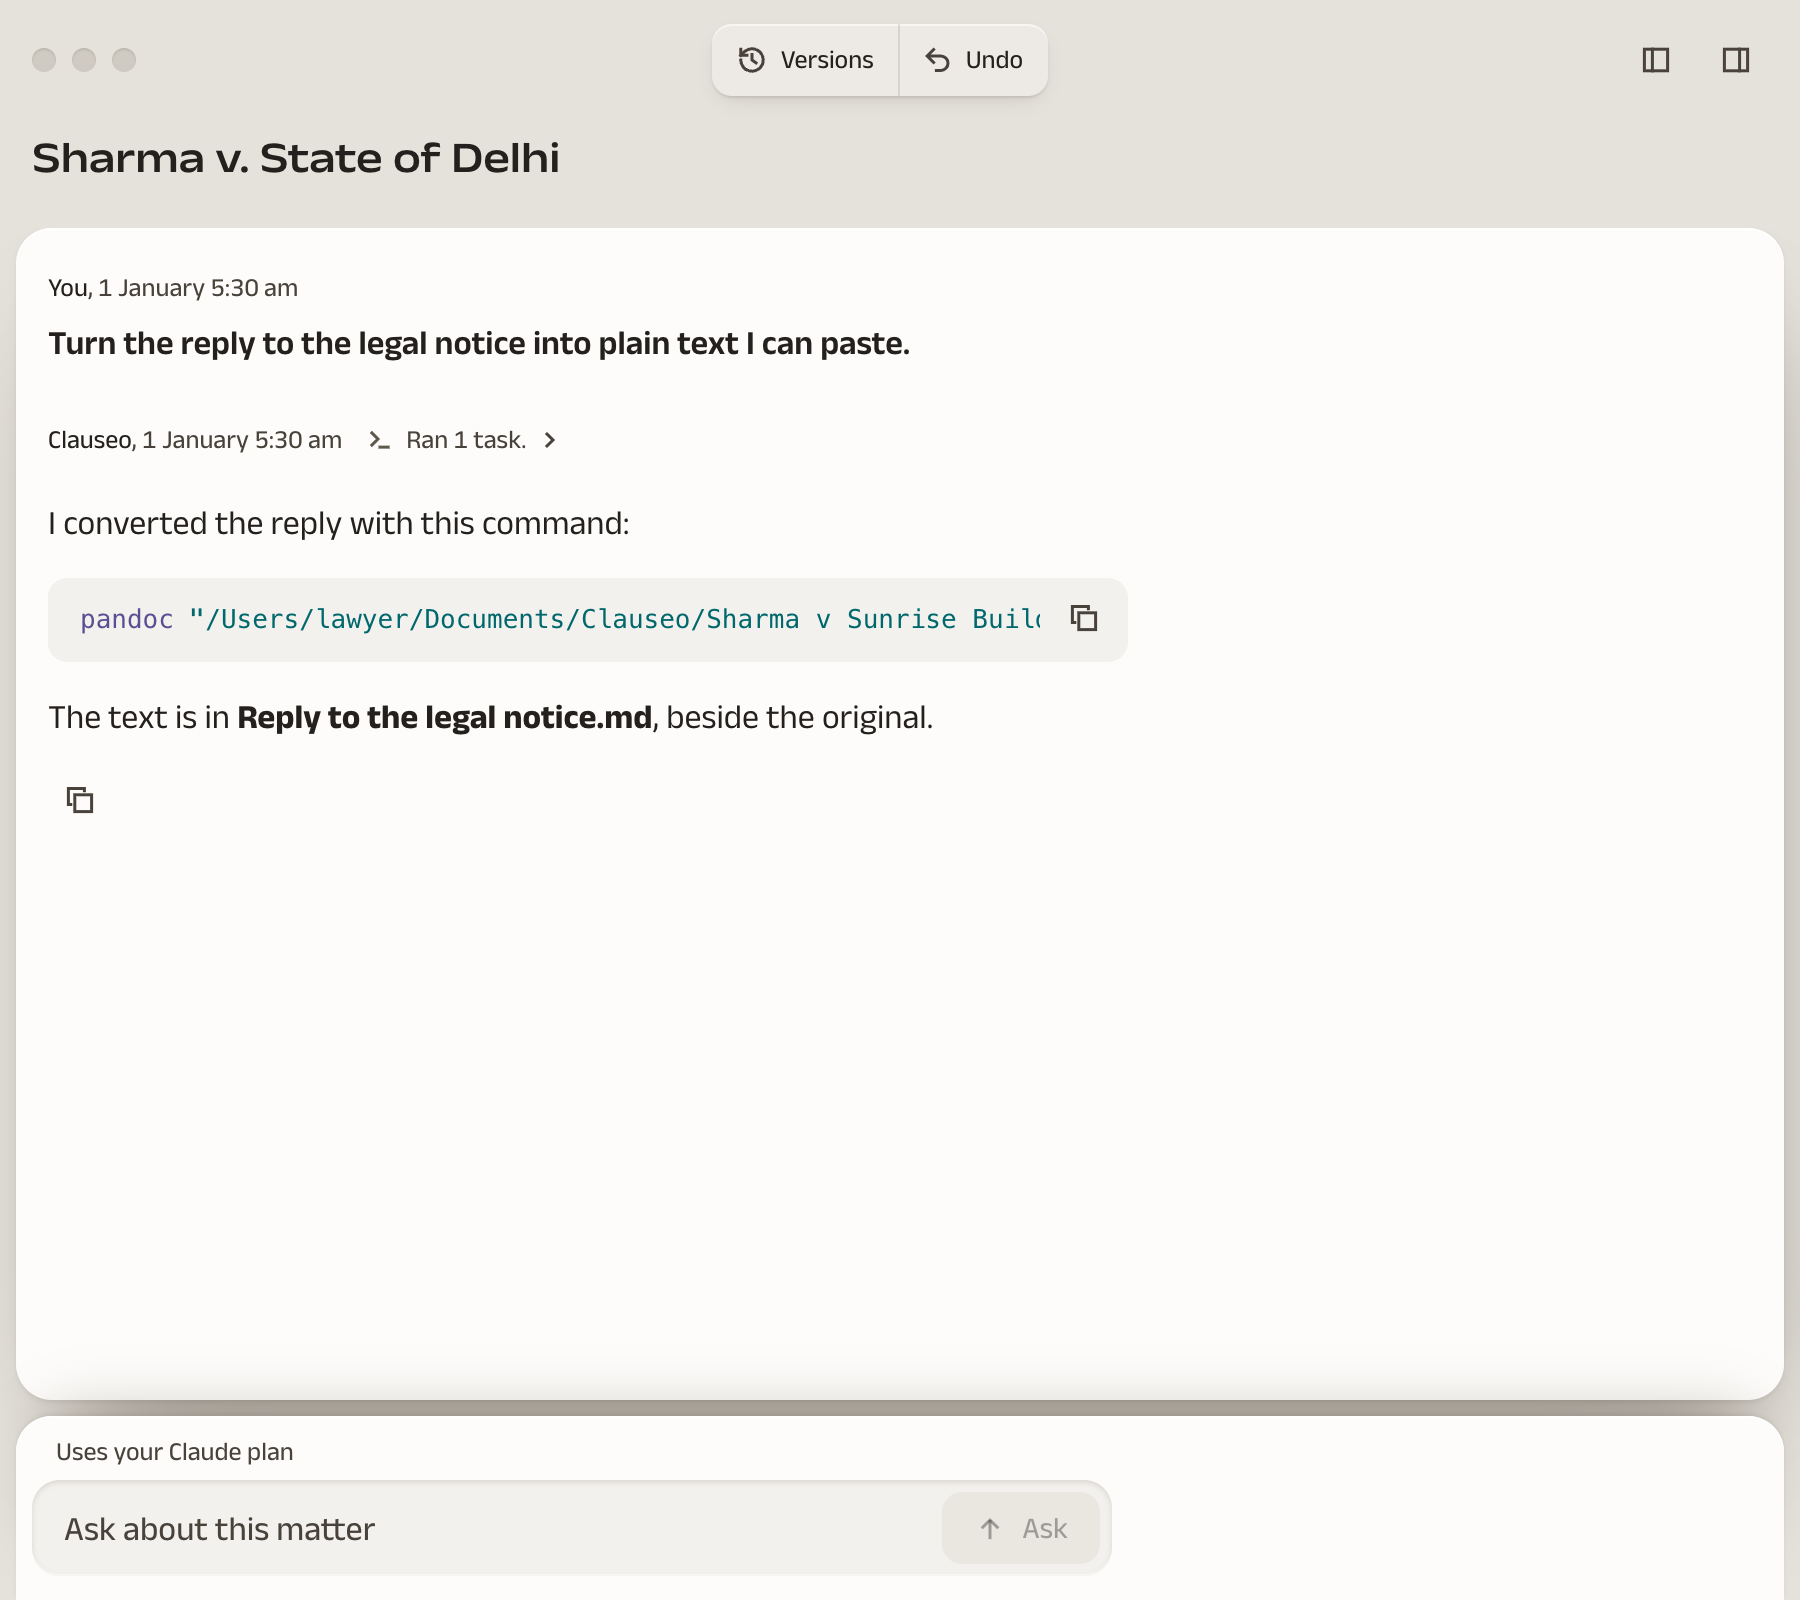 Versions
Undo
Sharma v. State of Delhi
You, 1 January 5:30 am
Turn the reply to the legal notice into plain text I can paste.
Clauseo, 1 January 5:30 am Ran 1 task.
I converted the reply with this command:
pandoc "/Users/lawyer/Documents/Clauseo/Sharma v Sunrise Buil
The text is in Reply to the legal notice.md, beside the original.
Uses your Claude plan
Ask about this matter
Ask